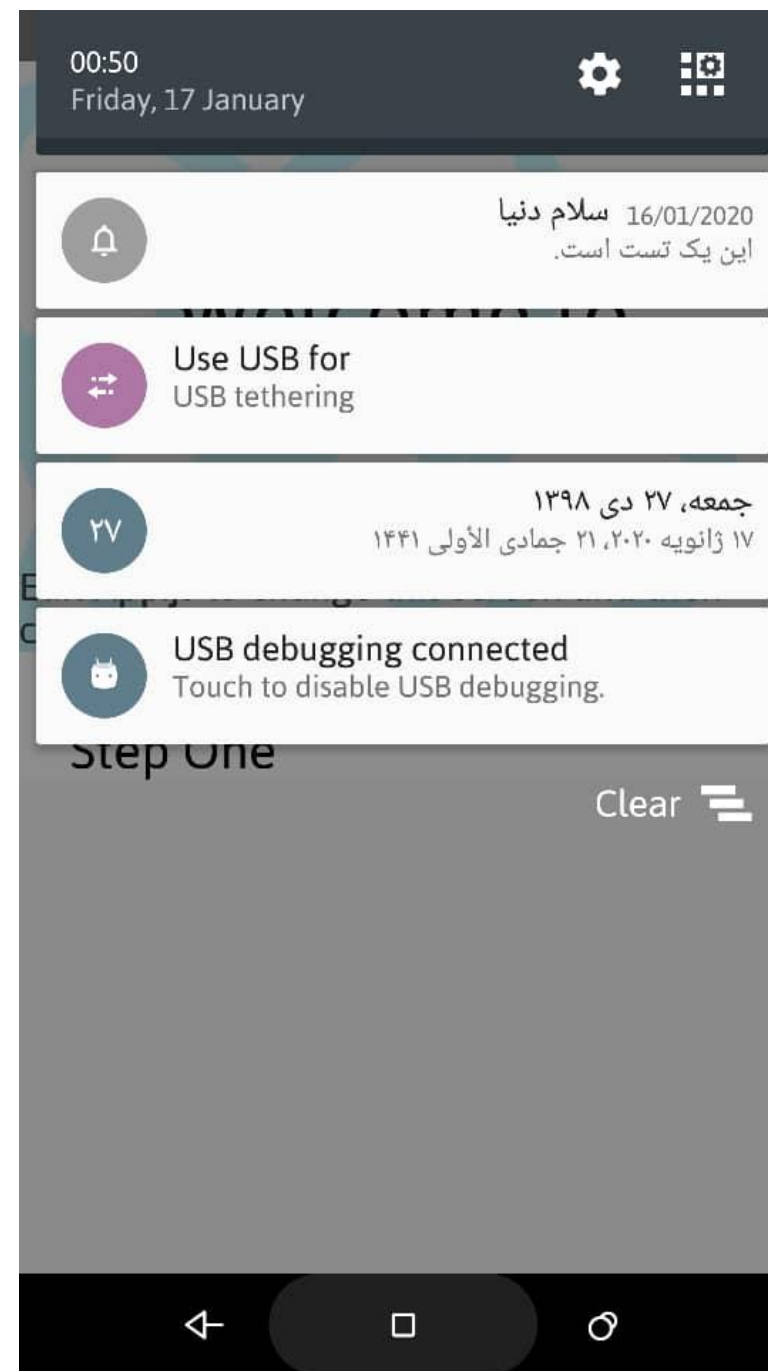 00:50
Friday, 17 January
سلام دنیا 16/01/2020
این یک تست است.
Use USB for
USB tethering
۲۷
جمعه، ۲۷ دی ۱۳۹۸
۱۷ ژانویه ۲۰۲۰، ۲۱ جمادی الأولی ۱۴۴۱
USB debugging connected
Touch to disable USB debugging.
Step One
Clear